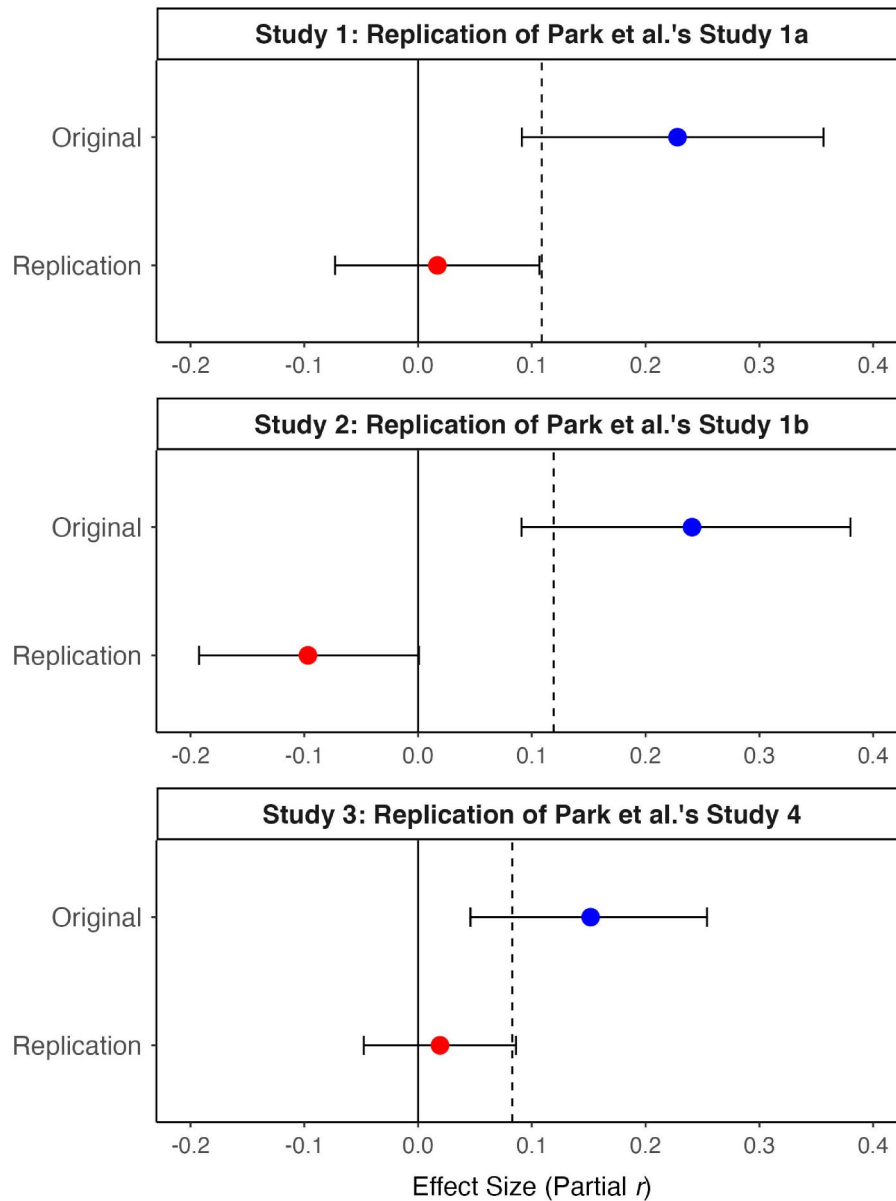 Study 1: Replication of Park et al.'s Study 1a
Original
Replication
-0.2 -0.1 0.0 0.1 0.2 0.3 0.4
Study 2: Replication of Park et al.'s Study 1b
Original
Replication
-0.2 -0.1 0.0 0.1 0.2 0.3 0.4
Study 3: Replication of Park et al.'s Study 4
Original
Replication
-0.2 -0.1 0.0 0.1 0.2 0.3 0.4
Effect Size (Partial r)